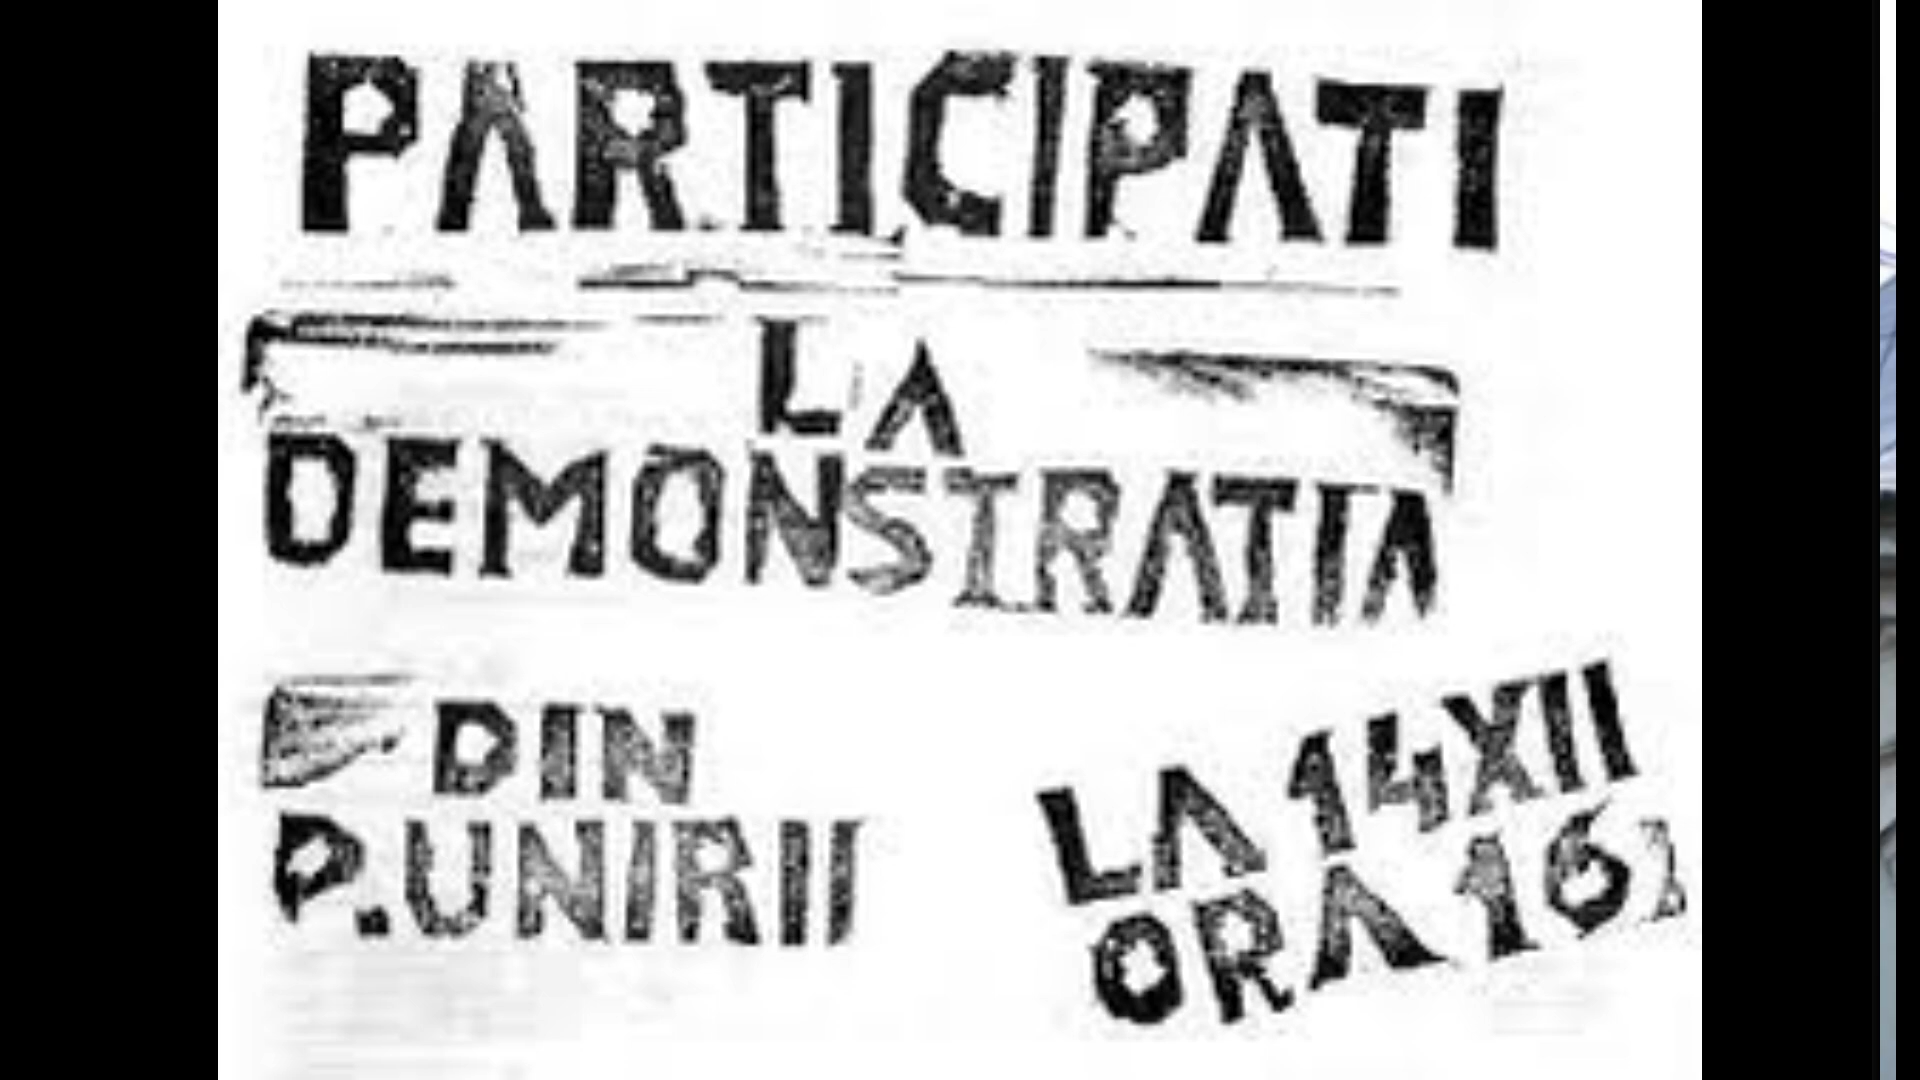 PARTICIPATI
LA
DEMONSTRATIA
DIN
P.UNIRII
LA 14XII
ORA 16